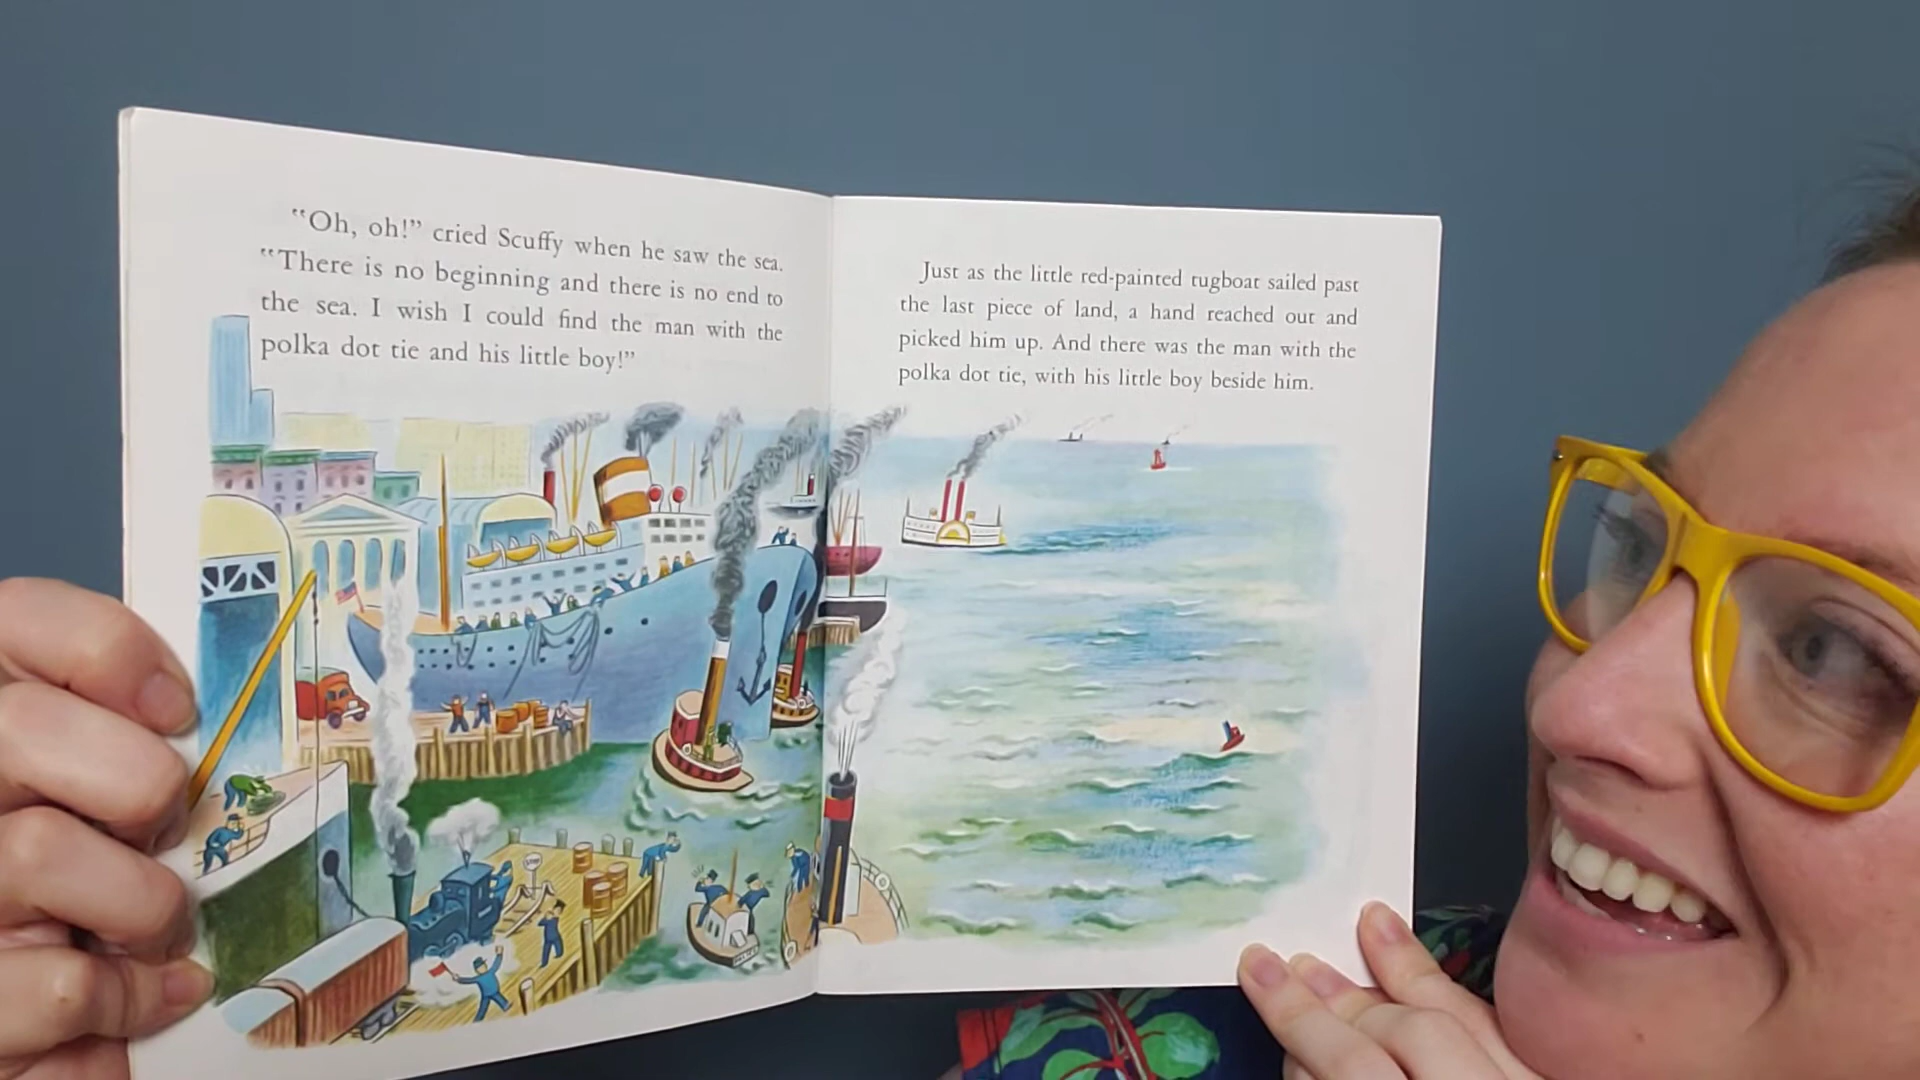 “Oh, oh!” cried Scuffy when he saw the sea.
“There is no beginning and there is no end to
the sea. I wish I could find the man with the
polka dot tie and his little boy!”
Just as the little red-painted tugboat sailed past
the last piece of land, a hand reached out and
picked him up. And there was the man with the
polka dot tie, with his little boy beside him.
STOP
POLICE